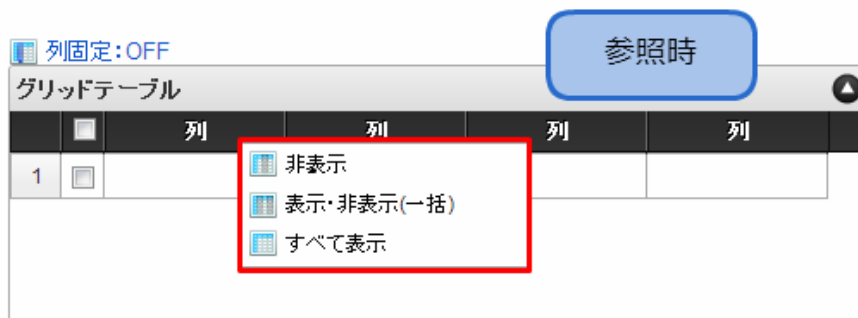 参照時
列固定:OFF
グリッドテーブル
列 列 列 列
1
非表示
表示・非表示(一括)
すべて表示